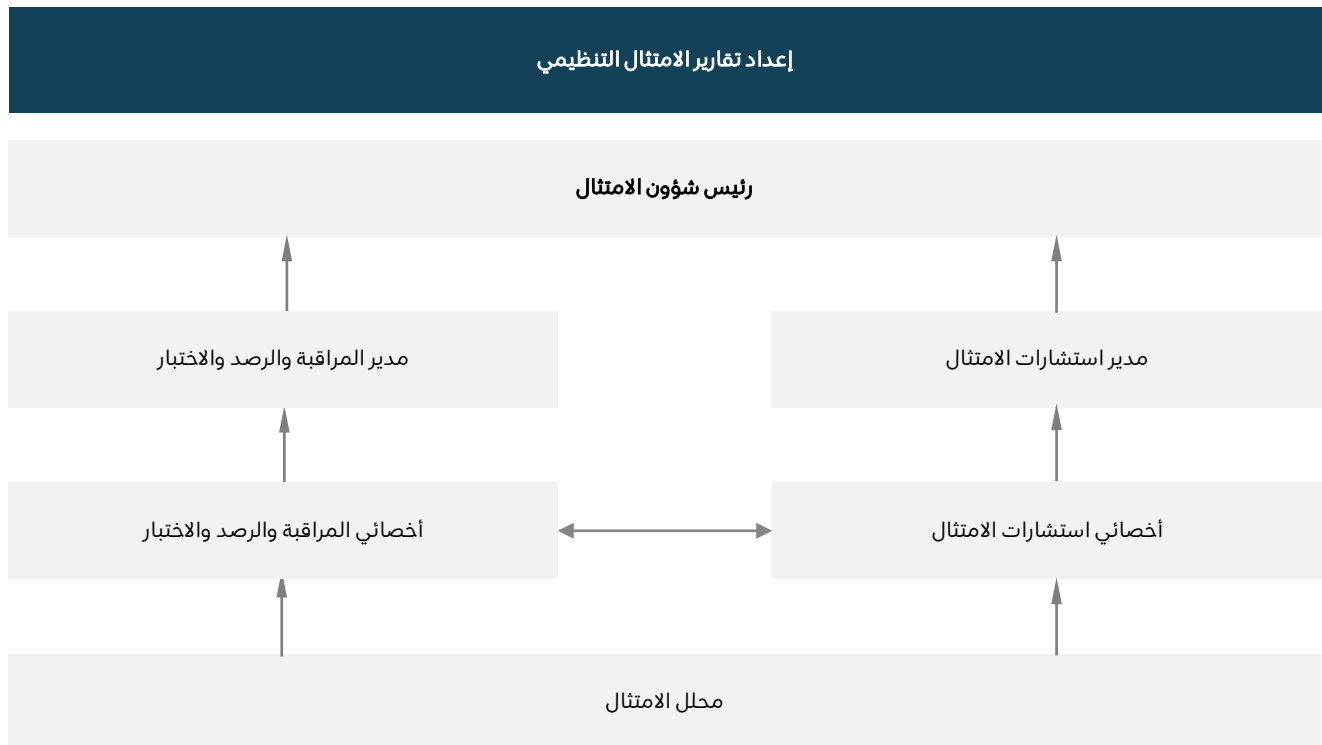 إعداد تقارير الامتثال التنظيمي
رئيس شؤون الامتثال
مدير استشارات الامتثال
مدير المراقبة والرصد والاختبار
أخصائي استشارات الامتثال
أخصائي المراقبة والرصد والاختبار
محلل الامتثال